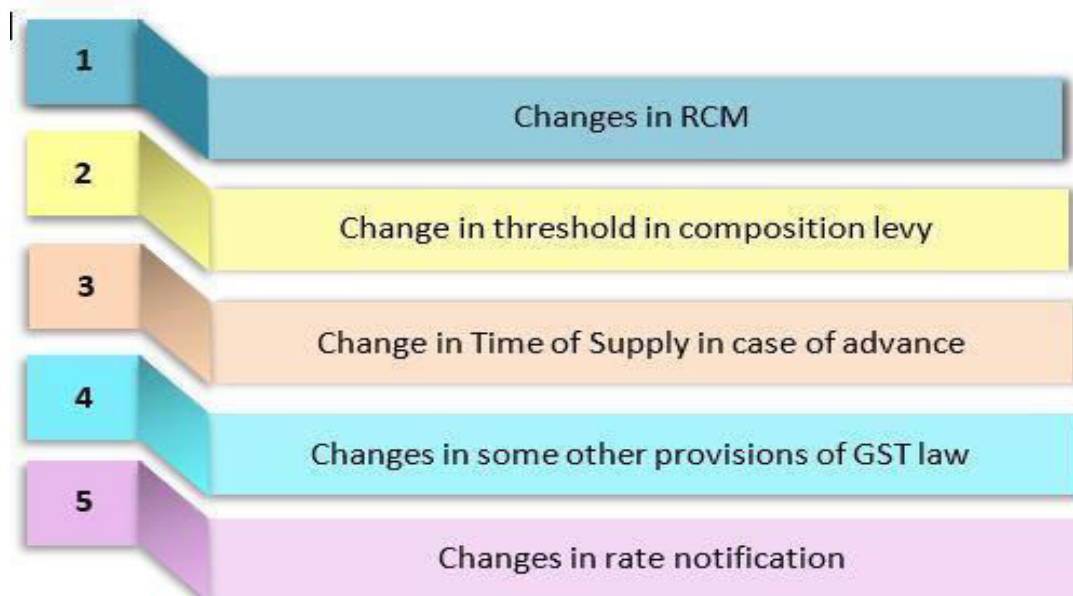 1
Changes in RCM
2
Change in threshold in composition levy
3
Change in Time of Supply in case of advance
4
Changes in some other provisions of GST law
5
Changes in rate notification